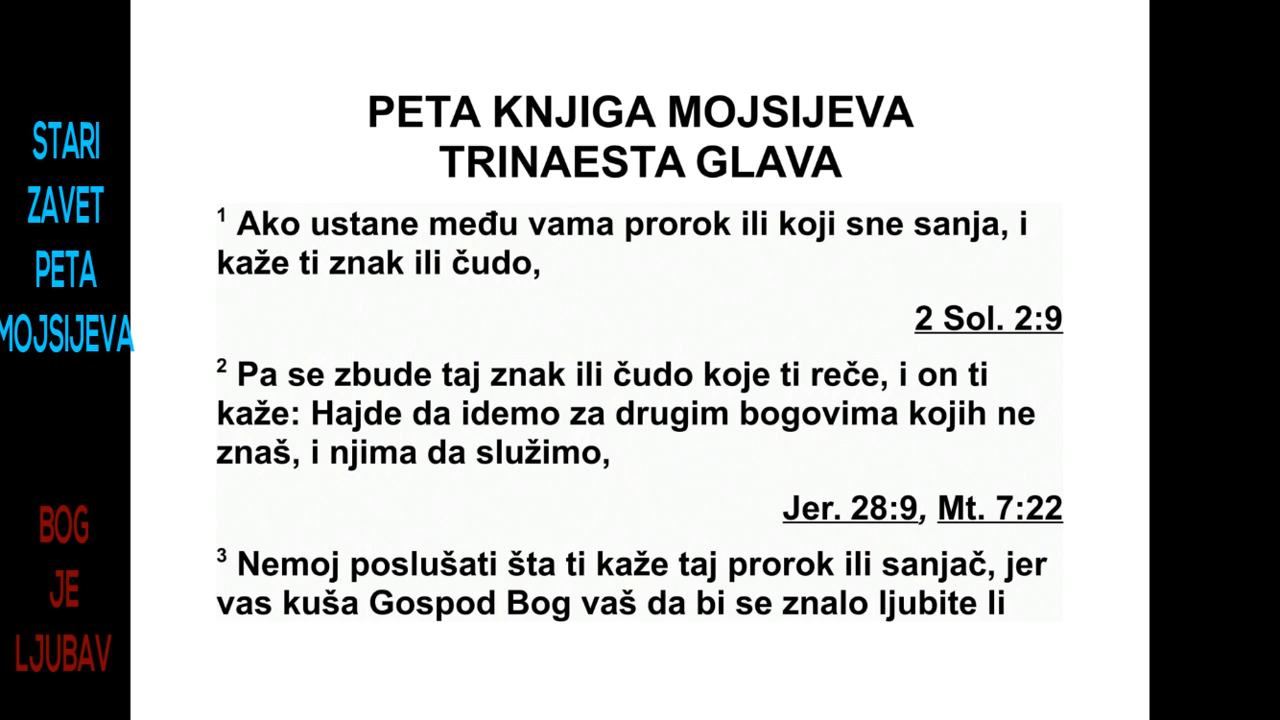 STARI
ZAVET
PETA
MOJSIJEVA
BOG
JE
LJUBAV
PETA KNJIGA MOJSIJEVA
TRINAESTA GLAVA
1 Ako ustane među vama prorok ili koji sne sanja, i
kaže ti znak ili čudo,
2 Sol. 2:9
2 Pa se zbude taj znak ili čudo koje ti reče, i on ti
kaže: Hajde da idemo za drugim bogovima kojih ne
znaš, i njima da služimo,
Jer. 28:9, Mt. 7:22
3 Nemoj poslušati šta ti kaže taj prorok ili sanjač, jer
vas kuša Gospod Bog vaš da bi se znalo ljubite li